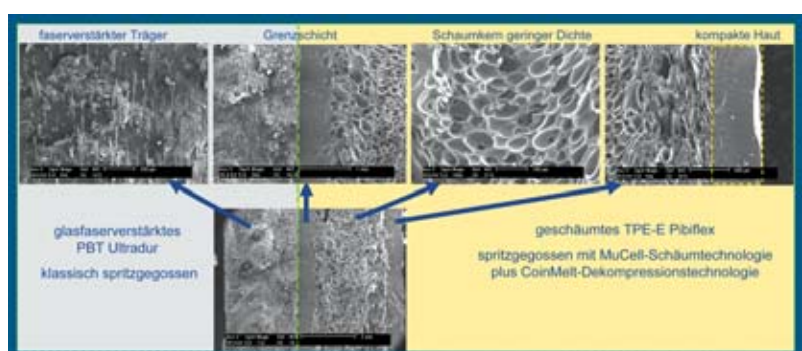 faserverstärkter Träger
Grenzschicht
Schaumkern geringer Dichte
kompakte Haut
glasfaserverstärktes
PBT Ultradur
klassisch spritzgegossen
geschäumtes TPE-E Pibiflex
spritzgegossen mit MuCell-Schäumtechnologie
plus CoinMelt-Dekompressionstechnologie